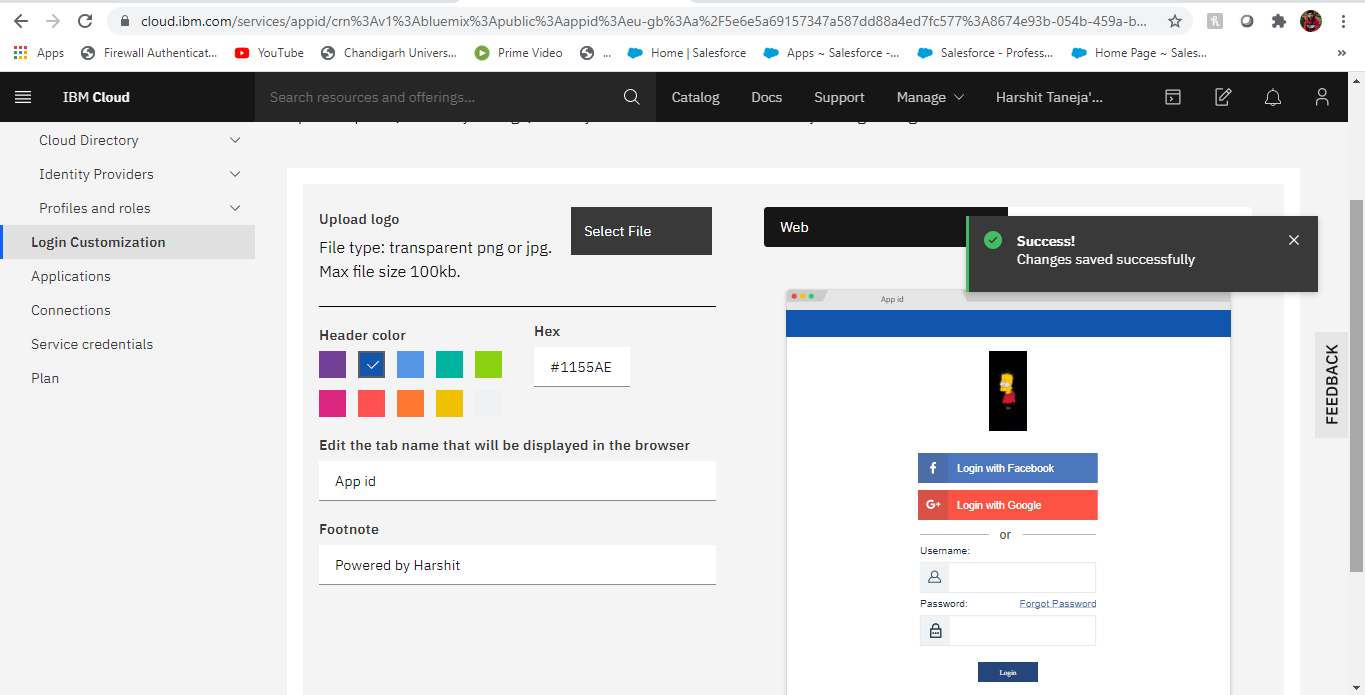 cloud.ibm.com/services/appid/crn%3Av1%3Abluemix%3Apublic%3Aappid%3Aeu-gb%3Aa%2F5e6e5a69157347a587dd88a4ed7fc577%3A8674e93b-054b-459a-b...
Apps
Firewall Authenticat...
YouTube
Chandigarh Univers...
Prime Video
...
Home | Salesforce
Apps ~ Salesforce -...
Salesforce - Profess...
Home Page ~ Sales...
»
IBM Cloud
Search resources and offerings...
Catalog
Docs
Support
Manage
Harshit Taneja'...
Cloud Directory
Identity Providers
Profiles and roles
Login Customization
Applications
Connections
Service credentials
Plan
Upload logo
File type: transparent png or jpg.
Max file size 100kb.
Select File
Header color
Hex
#1155AE
Edit the tab name that will be displayed in the browser
App id
Footnote
Powered by Harshit
Web
Success!
Changes saved successfully
App id
f Login with Facebook
G+ Login with Google
or
Username:
Password:
Forgot Password
Login
FEEDBACK